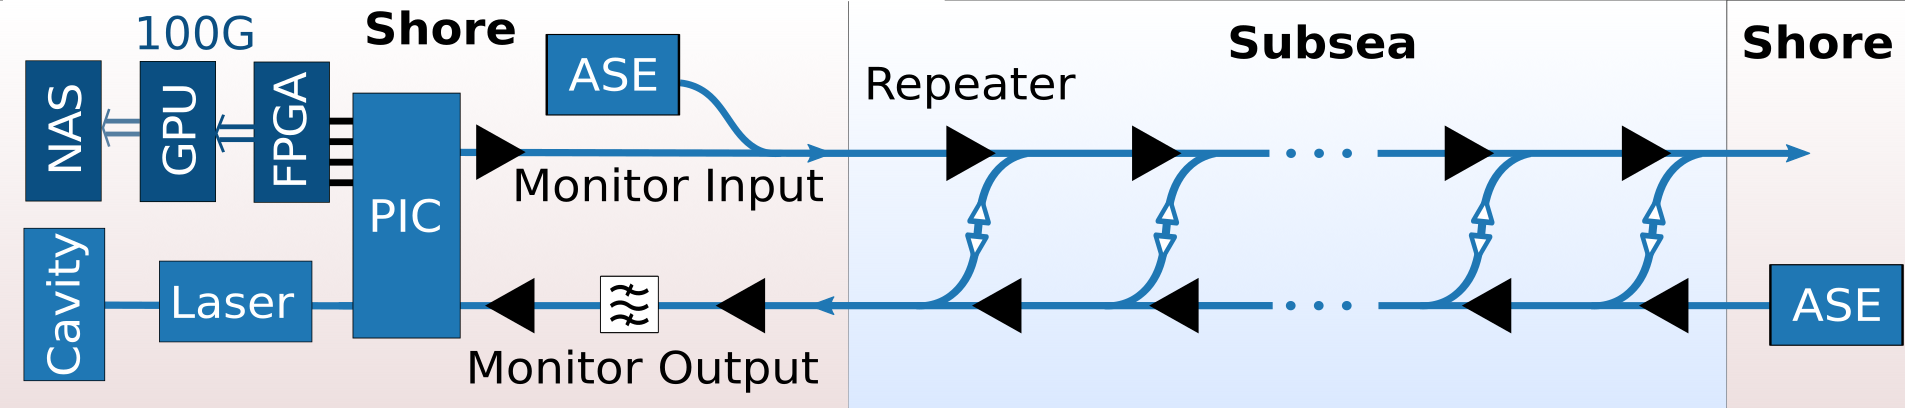 100G
Shore
Subsea
Shore
NAS
GPU
FPGA
ASE
Repeater
PIC
Monitor Input
Cavity
Laser
Monitor Output
ASE